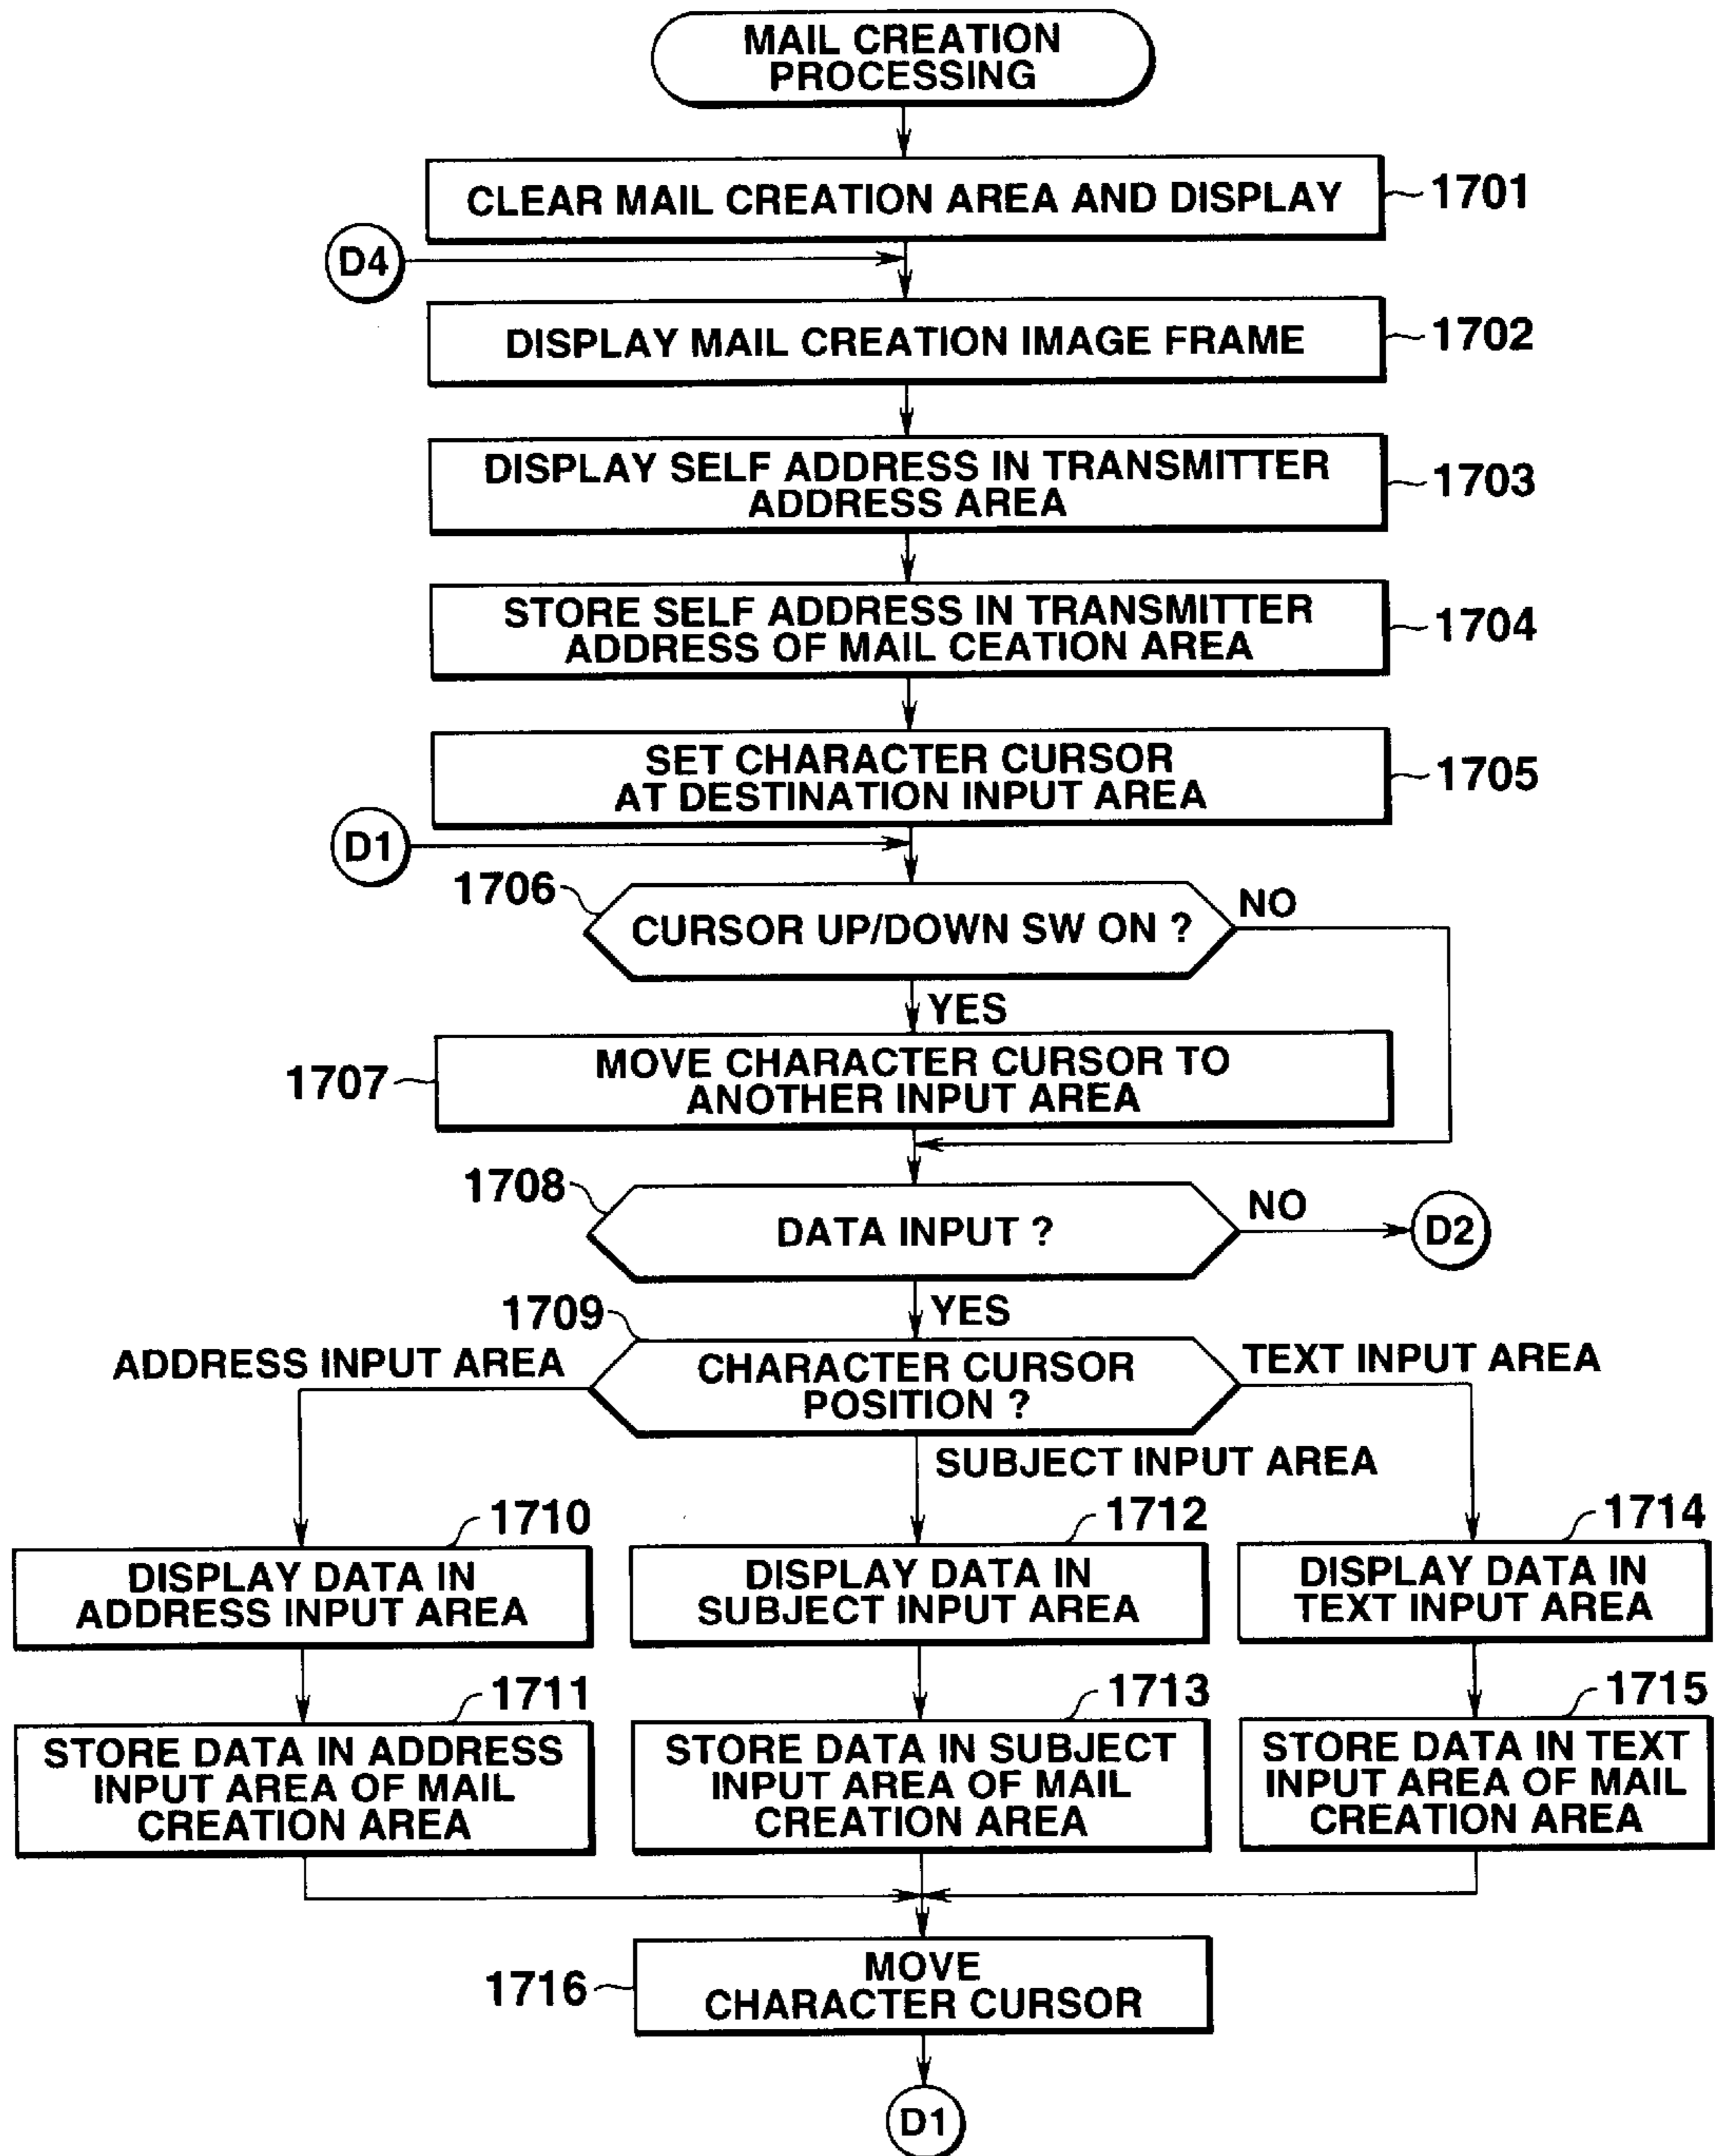 MAIL CREATION
PROCESSING
CLEAR MAIL CREATION AREA AND DISPLAY
1701
D4
DISPLAY MAIL CREATION IMAGE FRAME
1702
DISPLAY SELF ADDRESS IN TRANSMITTER
ADDRESS AREA
1703
STORE SELF ADDRESS IN TRANSMITTER
ADDRESS OF MAIL CEATION AREA
1704
SET CHARACTER CURSOR
AT DESTINATION INPUT AREA
1705
D1
1706
CURSOR UP/DOWN SW ON ?
NO
YES
1707
MOVE CHARACTER CURSOR TO
ANOTHER INPUT AREA
1708
DATA INPUT ?
NO
D2
YES
1709
ADDRESS INPUT AREA
CHARACTER CURSOR
POSITION ?
TEXT INPUT AREA
SUBJECT INPUT AREA
1710
DISPLAY DATA IN
ADDRESS INPUT AREA
1712
DISPLAY DATA IN
SUBJECT INPUT AREA
1714
DISPLAY DATA IN
TEXT INPUT AREA
1711
STORE DATA IN ADDRESS
INPUT AREA OF MAIL
CREATION AREA
1713
STORE DATA IN SUBJECT
INPUT AREA OF MAIL
CREATION AREA
1715
STORE DATA IN TEXT
INPUT AREA OF MAIL
CREATION AREA
1716
MOVE
CHARACTER CURSOR
D1